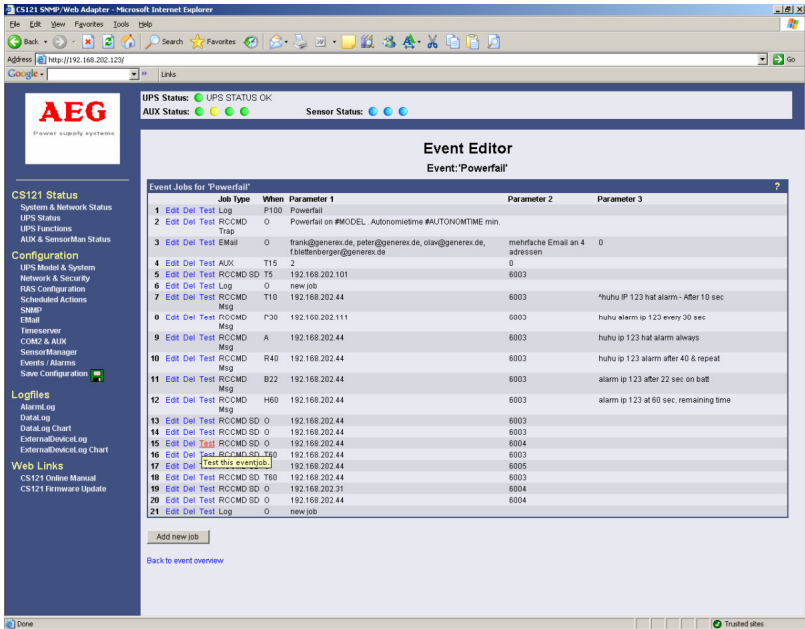 CS121 SNMP/Web Adapter - Microsoft Internet Explorer
File Edit View Favorites Tools Help
Back Search Favorites
Address http://192.168.202.123/ Go
Google Links
AEG
Power supply systems
UPS Status: UPS STATUS OK
AUX Status: Sensor Status:
Event Editor
Event:'Powerfail'
CS121 Status
System & Network Status
UPS Status
UPS Functions
AUX & SensorMan Status
Configuration
UPS Model & System
Network & Security
RAS Configuration
Scheduled Actions
SNMP
EMail
Timeserver
COM2 & AUX
SensorManager
Events / Alarms
Save Configuration
Logfiles
AlarmLog
DataLog
DataLog Chart
ExternalDeviceLog
ExternalDeviceLog Chart
Web Links
CS121 Online Manual
CS121 Firmware Update
Event Jobs for 'Powerfail' ?
Job Type When Parameter 1 Parameter 2 Parameter 3
1 Edit Del Test Log P100 Powerfail
2 Edit Del Test RCCMD O Powerfail on #MODEL . Autonomietime #AUTONOMTIME min.
Trap
3 Edit Del Test EMail O frank@generex.de, peter@generex.de, olav@generex.de, mehrfache Email an 4 0
f.blettenberger@generex.de adressen
4 Edit Del Test AUX T15 2 0
5 Edit Del Test RCCMD SD T5 192.168.202.101 6003
6 Edit Del Test Log O new job
7 Edit Del Test RCCMD T10 192.168.202.44 6003 ^huhu IP 123 hat alarm - After 10 sec
Msg
8 Edit Del Test RCCMD P30 192.168.202.111 6003 huhu alarm ip 123 every 30 sec
Msg
9 Edit Del Test RCCMD A 192.168.202.44 6003 huhu ip 123 hat alarm always
Msg
10 Edit Del Test RCCMD R40 192.168.202.44 6003 huhu ip 123 alarm after 40 & repeat
Msg
11 Edit Del Test RCCMD B22 192.168.202.44 6003 alarm ip 123 after 22 sec on batt
Msg
12 Edit Del Test RCCMD H60 192.168.202.44 6003 alarm ip 123 at 60 sec. remaining time
Msg
13 Edit Del Test RCCMD SD O 192.168.202.44 6003
14 Edit Del Test RCCMD SD O 192.168.202.44 6003
15 Edit Del Test RCCMD SD O 192.168.202.44 6004
16 Edit Del Test RCCMD SD T60 192.168.202.44 6003
Test this eventjob.
17 Edit Del 192.168.202.44 6005
18 Edit Del Test RCCMD SD T60 192.168.202.44 6003
19 Edit Del Test RCCMD SD O 192.168.202.31 6004
20 Edit Del Test RCCMD SD O 192.168.202.44 6004
21 Edit Del Test Log O new job
Add new job
Back to event overview
Done Trusted sites